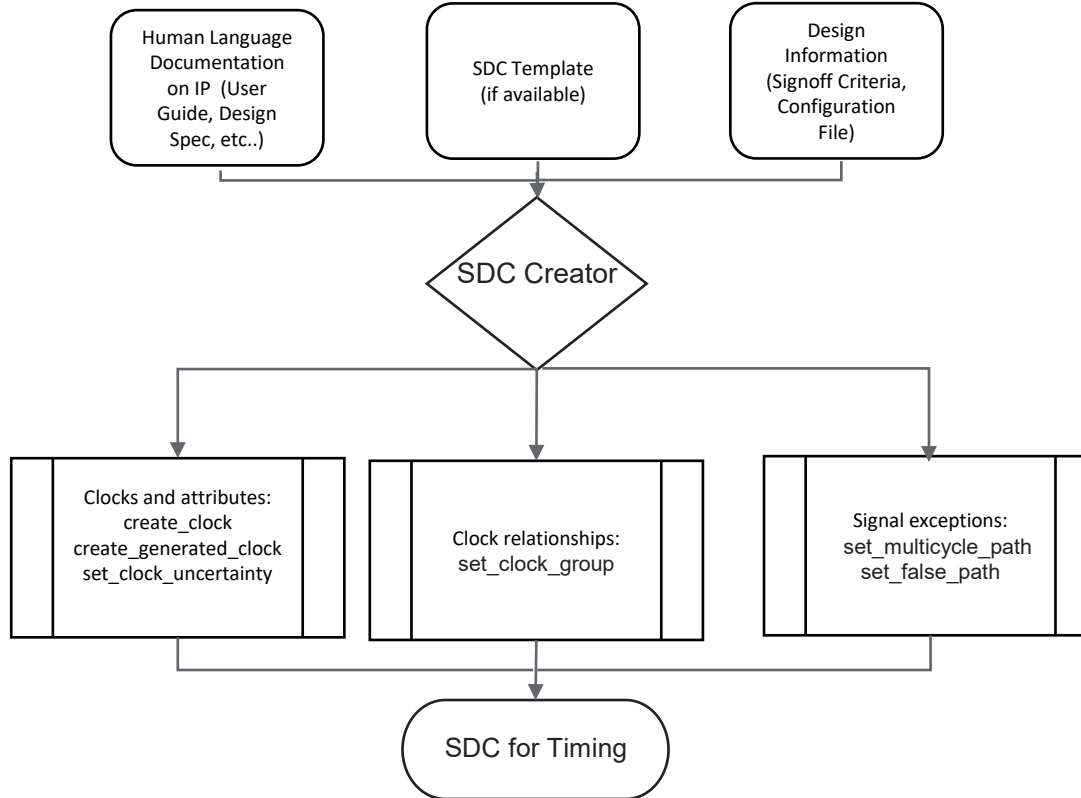 Human Language
Documentation
on IP (User
Guide, Design
Spec, etc..)
SDC Template
(if available)
Design
Information
(Signoff Criteria,
Configuration
File)
SDC Creator
Clocks and attributes:
create_clock
create_generated_clock
set_clock_uncertainty
Clock relationships:
set_clock_group
Signal exceptions:
set_multicycle_path
set_false_path
SDC for Timing